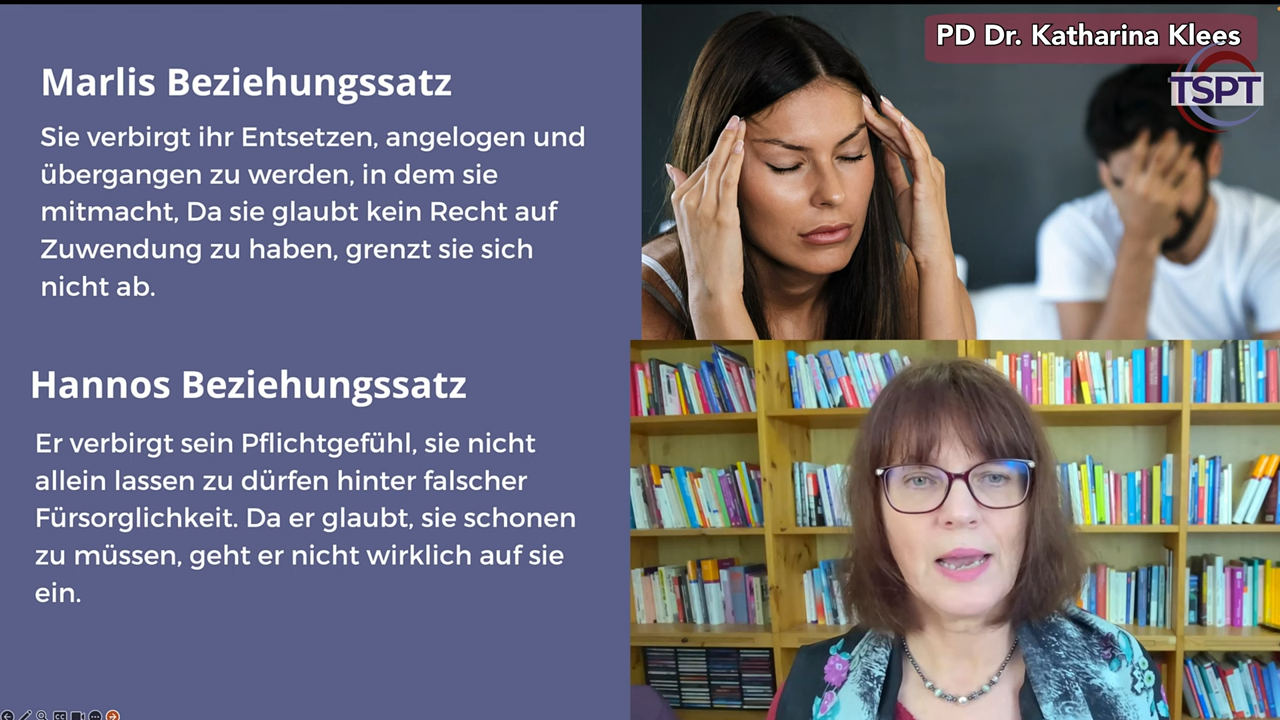 Marlis Beziehungssatz
Sie verbirgt ihr Entsetzen, angelogen und
übergangen zu werden, in dem sie
mitmacht, Da sie glaubt kein Recht auf
Zuwendung zu haben, grenzt sie sich
nicht ab.
Hannos Beziehungssatz
Er verbirgt sein Pflichtgefühl, sie nicht
allein lassen zu dürfen hinter falscher
Fürsorglichkeit. Da er glaubt, sie schonen
zu müssen, geht er nicht wirklich auf sie
ein.
PD Dr. Katharina Klees
TSPT